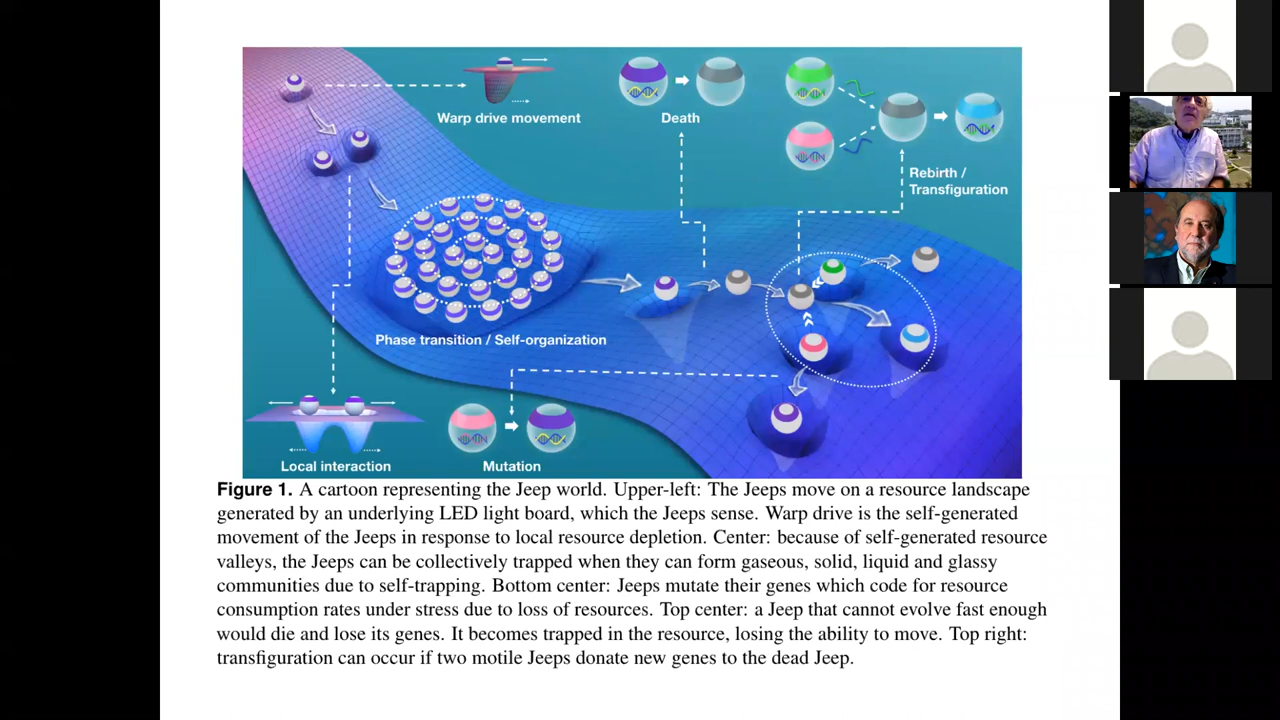 Warp drive movement
Death
Rebirth /
Transfiguration
Phase transition / Self-organization
Local interaction
Mutation
Figure 1. A cartoon representing the Jeep world. Upper-left: The Jeeps move on a resource landscape
generated by an underlying LED light board, which the Jeeps sense. Warp drive is the self-generated
movement of the Jeeps in response to local resource depletion. Center: because of self-generated resource
valleys, the Jeeps can be collectively trapped when they can form gaseous, solid, liquid and glassy
communities due to self-trapping. Bottom center: Jeeps mutate their genes which code for resource
consumption rates under stress due to loss of resources. Top center: a Jeep that cannot evolve fast enough
would die and lose its genes. It becomes trapped in the resource, losing the ability to move. Top right:
transfiguration can occur if two motile Jeeps donate new genes to the dead Jeep.